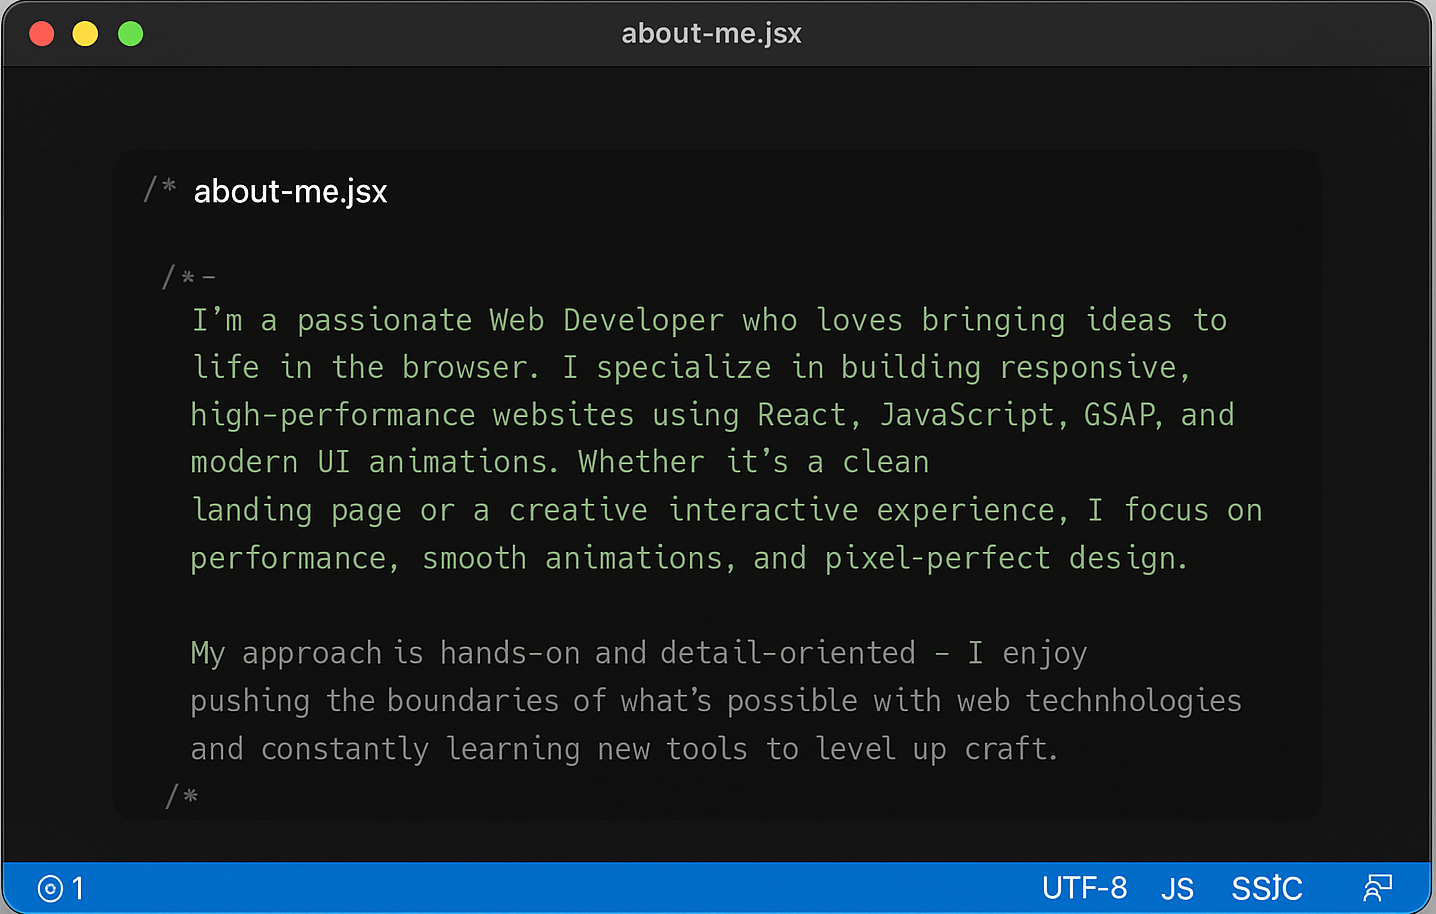 about-me.jsx
/* about-me.jsx
/*-
I’m a passionate Web Developer who loves bringing ideas to
life in the browser. I specialize in building responsive,
high-performance websites using React, JavaScript, GSAP, and
modern UI animations. Whether it’s a clean
landing page or a creative interactive experience, I focus on
performance, smooth animations, and pixel-perfect design.
My approach is hands-on and detail-oriented – I enjoy
pushing the boundaries of what’s possible with web technhologies
and constantly learning new tools to level up craft.
/*
1 UTF-8 JS